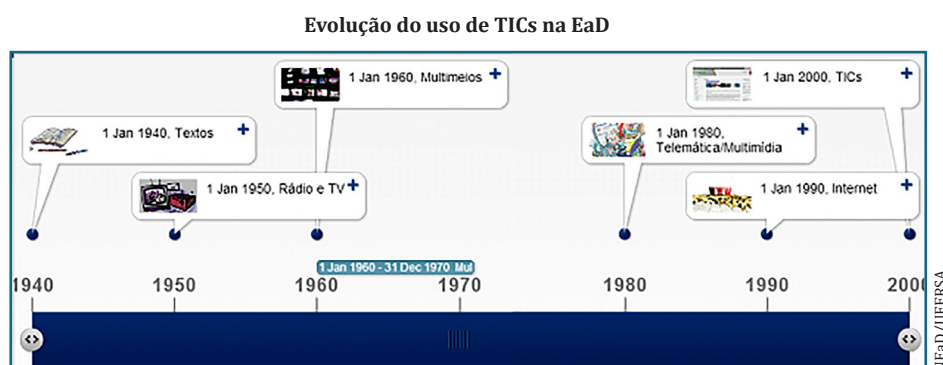 Evolução do uso de TICs na EaD
1 Jan 1960, Multimeios
1 Jan 2000, TICs
1 Jan 1940, Textos
1 Jan 1980,
Telemática/Multimídia
1 Jan 1950, Rádio e TV
1 Jan 1990, Internet
1 Jan 1960 - 31 Dec 1970 Mul
1940 1950 1960 1970 1980 1990 2000